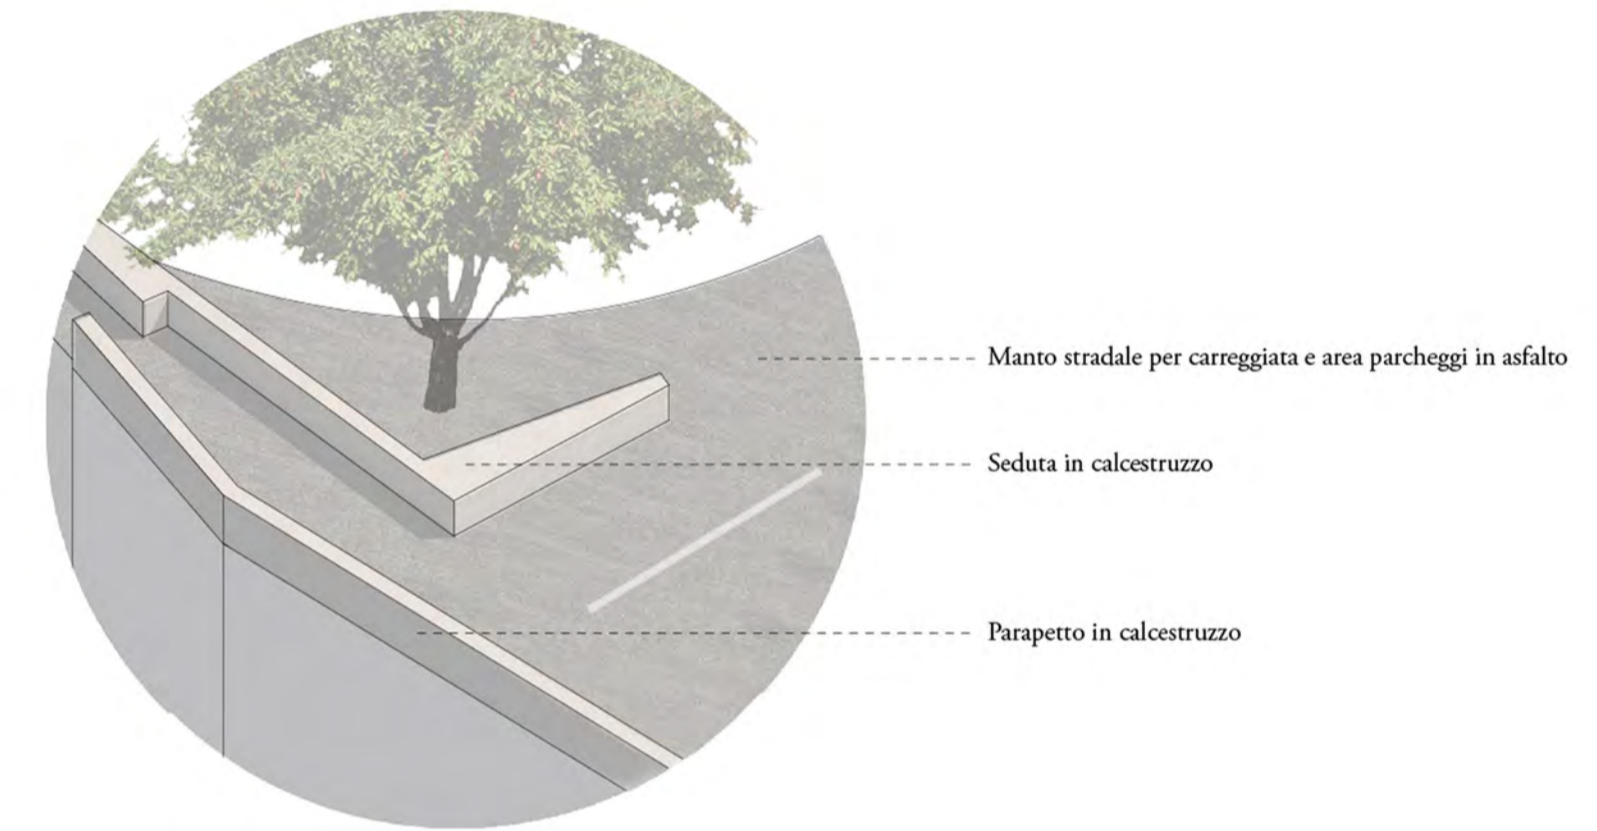 Manto stradale per carreggiata e area parcheggi in asfalto
Seduta in calcestruzzo
Parapetto in calcestruzzo